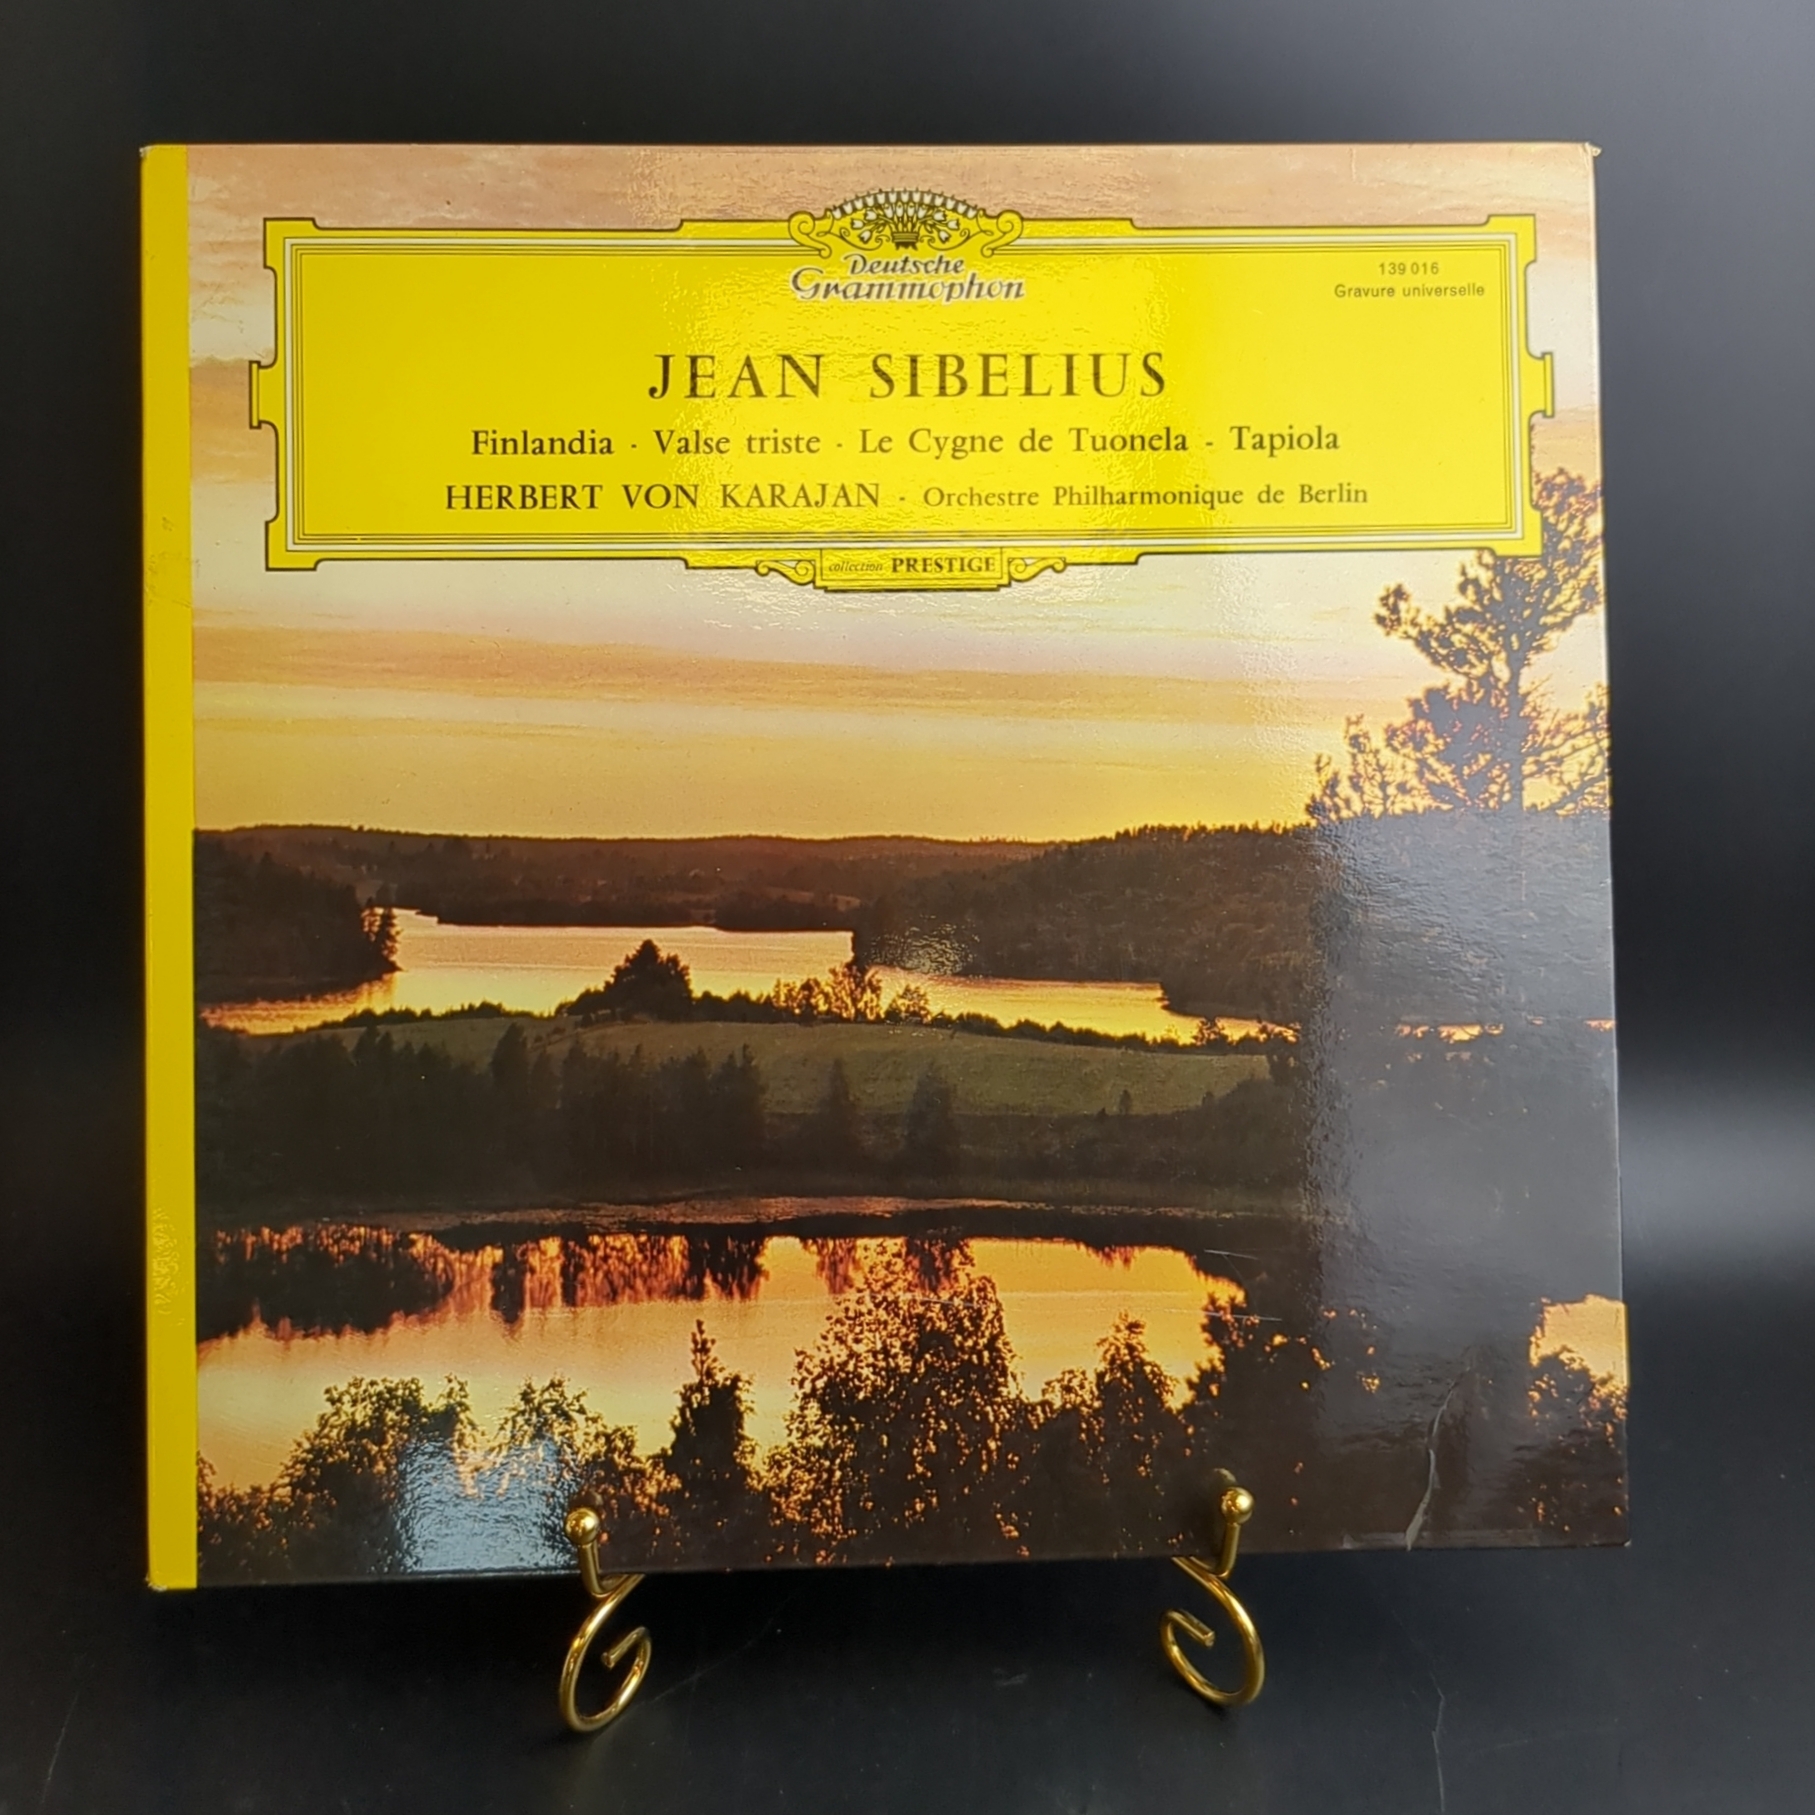 Deutsche
Grammophon
139 016
Gravure universelle
JEAN SIBELIUS
Finlandia · Valse triste · Le Cygne de Tuonela - Tapiola
HERBERT VON KARAJAN · Orchestre Philharmonique de Berlin
collection PRESTIGE